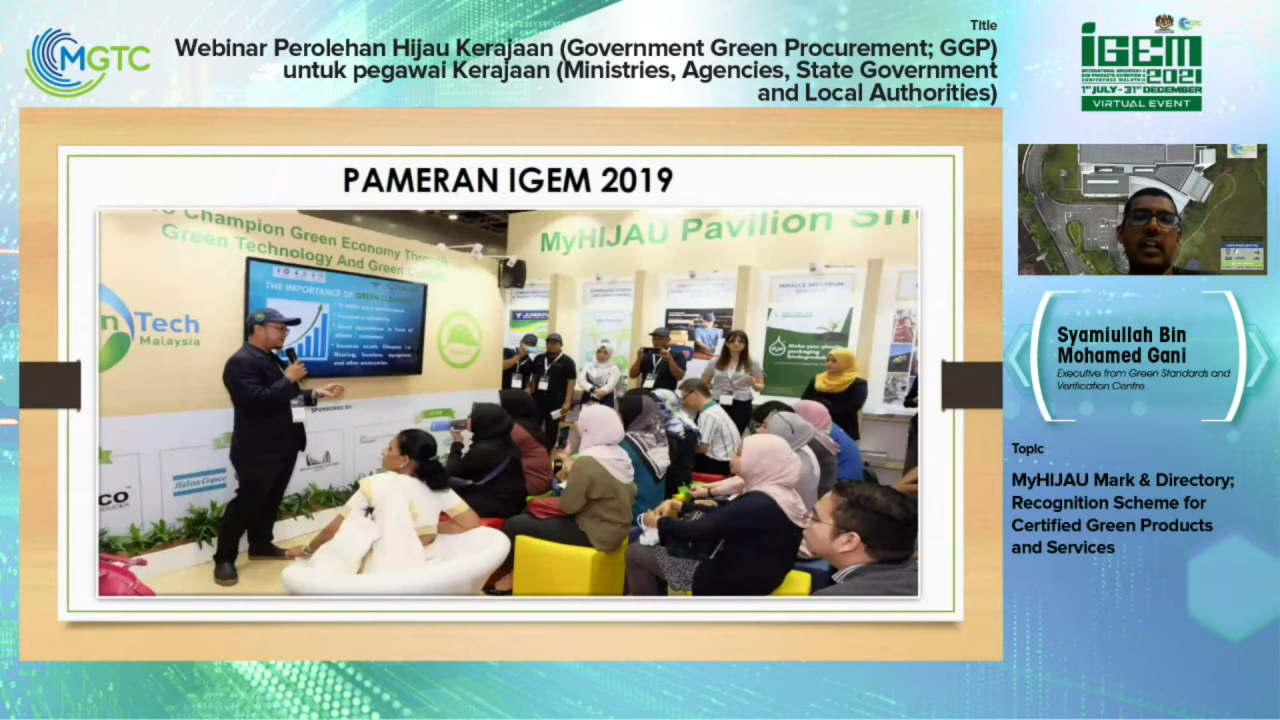 MGTC
Title
Webinar Perolehan Hijau Kerajaan (Government Green Procurement; GGP)
untuk pegawai Kerajaan (Ministries, Agencies, State Government
and Local Authorities)
iGEM
2021
1ST JULY - 31ST DECEMBER
VIRTUAL EVENT
PAMERAN IGEM 2019
Champion Green Economy Through
Green Technology And Green
MyHIJAU Pavilion
THE IMPORTANCE OF
Tech
Malaysia
SPONSORED BY
Atlas Copco
CO
Syamiullah Bin
Mohamed Gani
Executive from Green Standards and
Verification Centre
Topic
MyHIJAU Mark & Directory;
Recognition Scheme for
Certified Green Products
and Services